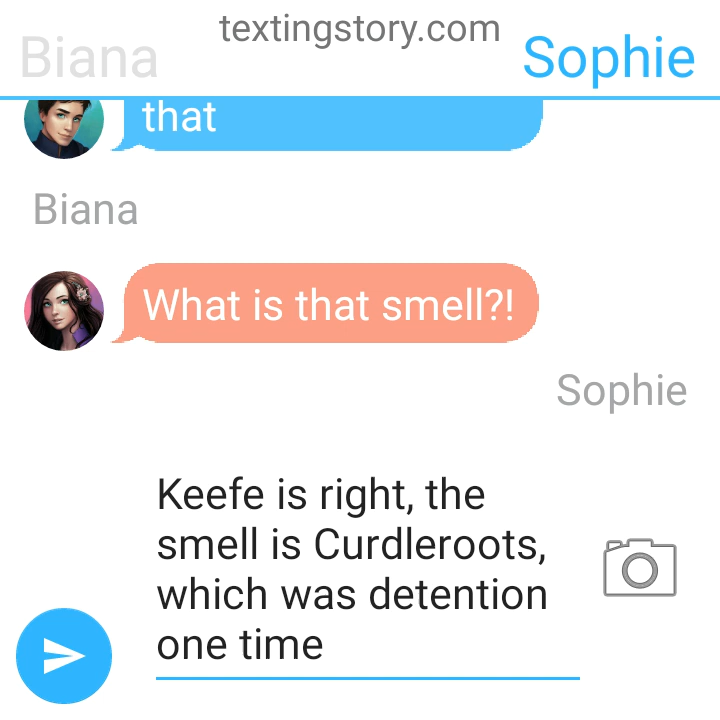 textingstory.com
Biana
Sophie
that
Biana
What is that smell?!
Sophie
Keefe is right, the
smell is Curdleroots,
which was detention
one time